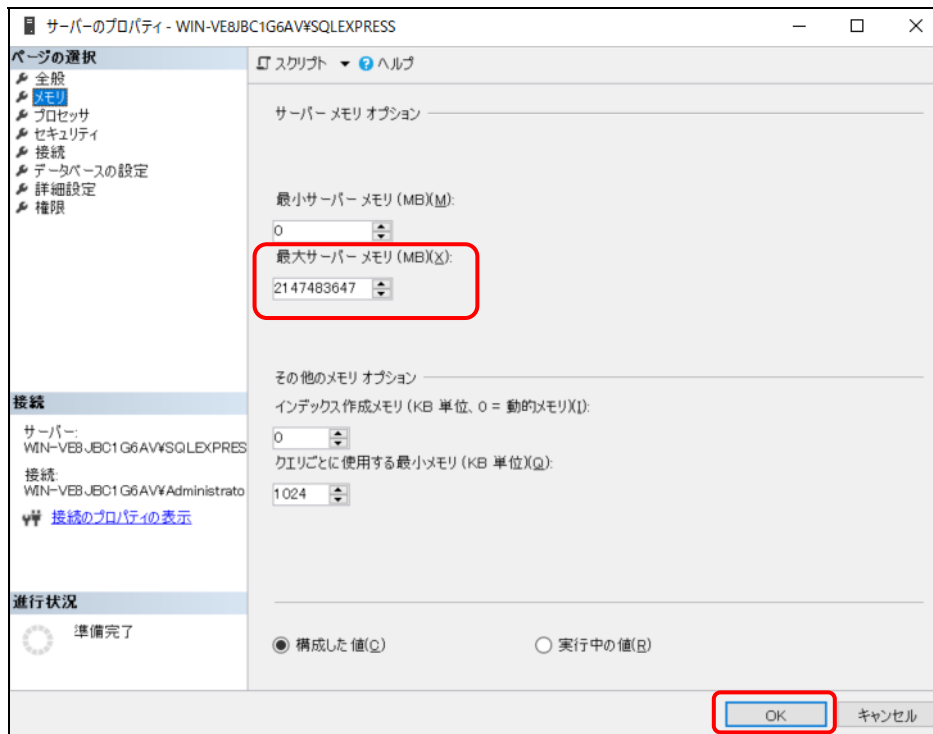 サーバーのプロパティ - WIN-VE8JBC1G6AV¥SQLEXPRESS
ページの選択
全般
メモリ
プロセッサ
セキュリティ
接続
データベースの設定
詳細設定
権限
接続
サーバー:
WIN-VE8JBC1G6AV¥SQLEXPRES
接続:
WIN-VE8JBC1G6AV¥Administrato
接続のプロパティの表示
進行状況
準備完了
スクリプト ヘルプ
サーバー メモリ オプション
最小サーバー メモリ (MB)(M):
0
最大サーバー メモリ (MB)(X):
2147483647
その他のメモリ オプション
インデックス作成メモリ (KB 単位、0 = 動的メモリ)(I):
0
クエリごとに使用する最小メモリ (KB 単位)(Q):
1024
構成した値(C) 実行中の値(R)
OK キャンセル